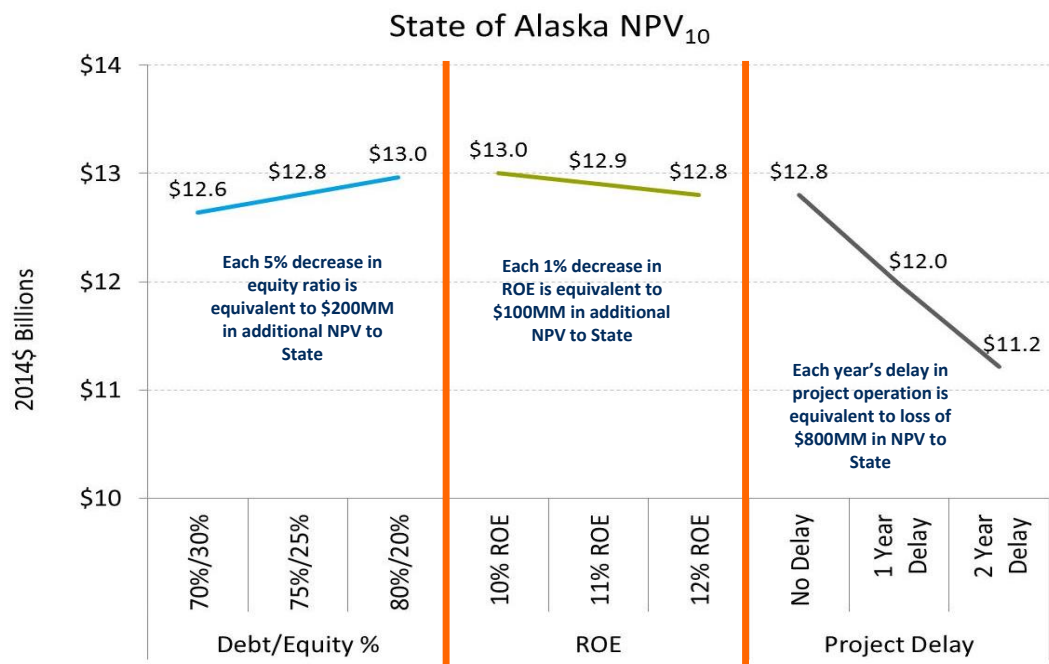 State of Alaska NPV10
2014$ Billions
$14
$13
$12
$11
$10
$12.6
$12.8
$13.0
Each 5% decrease in
equity ratio is
equivalent to $200MM
in additional NPV to
State
$13.0
$12.9
$12.8
Each 1% decrease in
ROE is equivalent to
$100MM in additional
NPV to State
$12.8
$12.0
$11.2
Each year's delay in
project operation is
equivalent to loss of
$800MM in NPV to
State
70%/30%
75%/25%
80%/20%
10% ROE
11% ROE
12% ROE
No Delay
1 Year
Delay
2 Year
Delay
Debt/Equity %
ROE
Project Delay